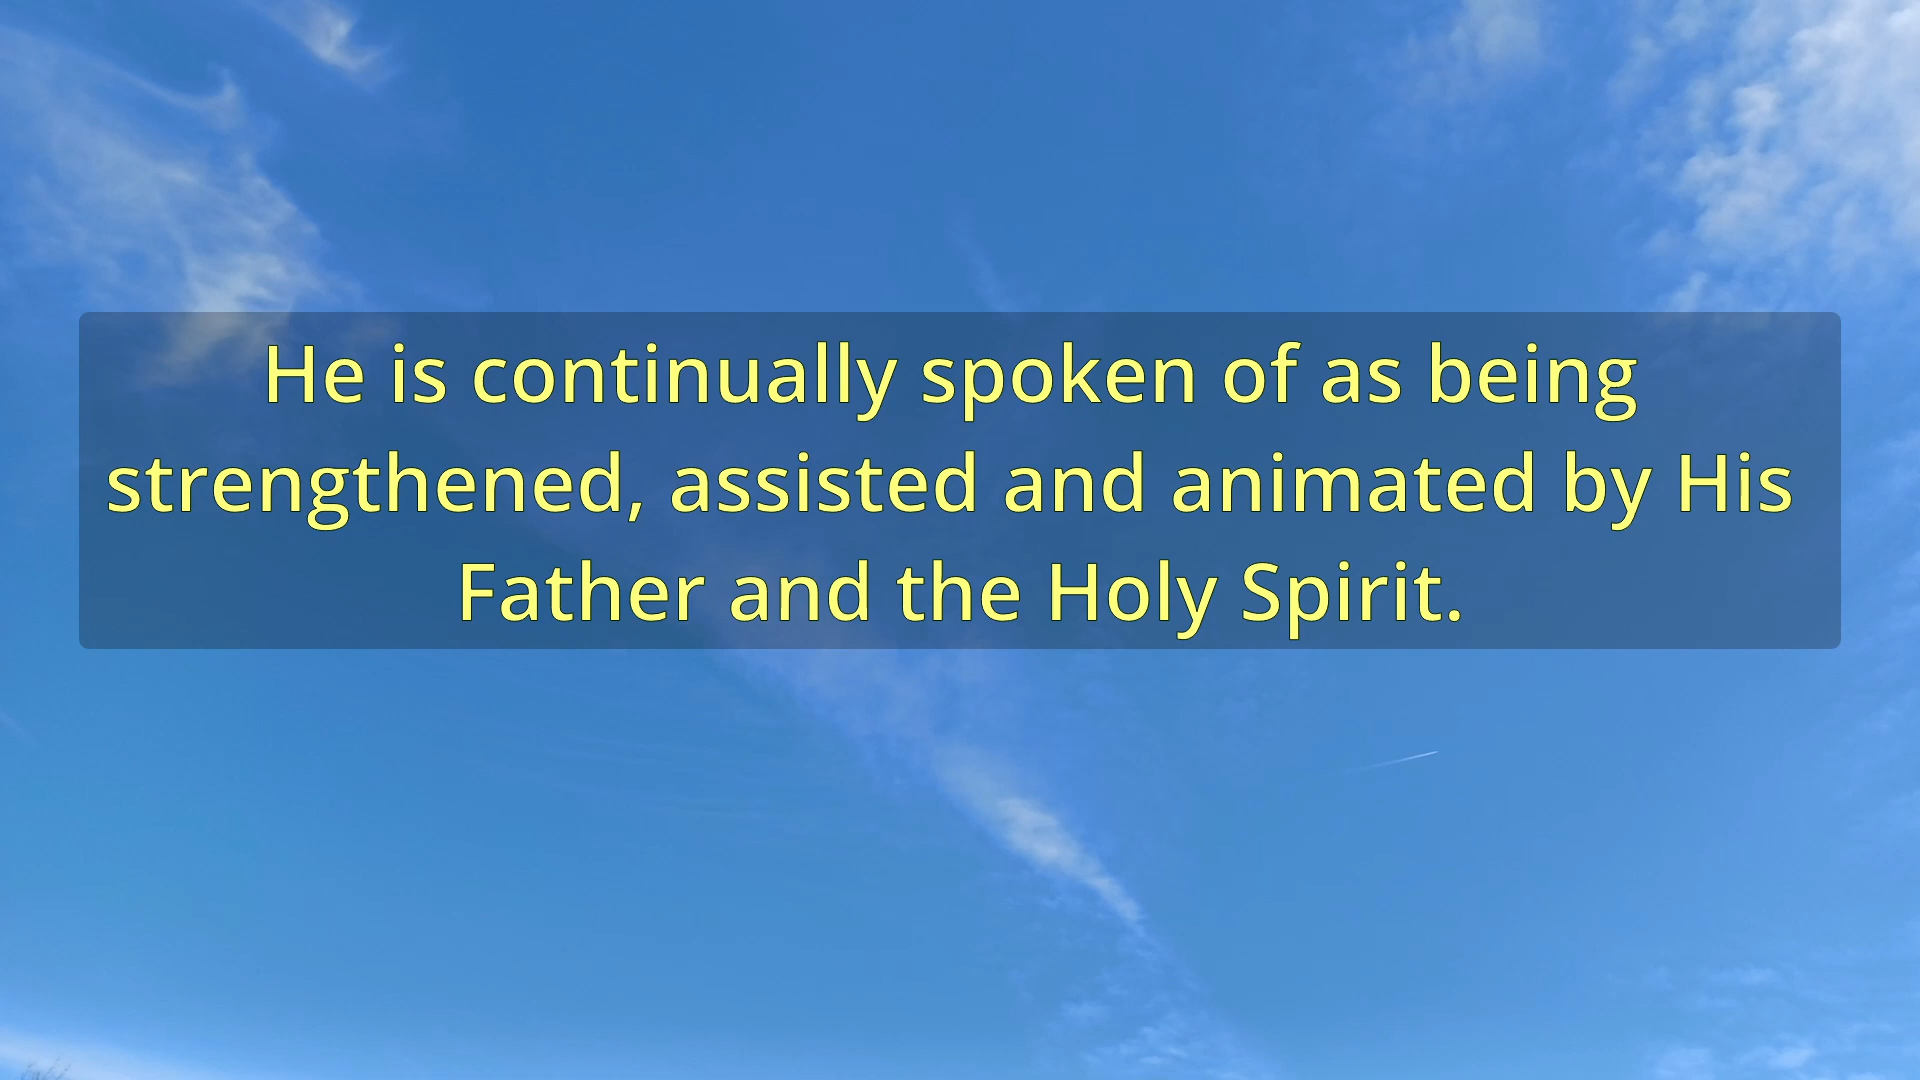 He is continually spoken of as being
strengthened, assisted and animated by His
Father and the Holy Spirit.